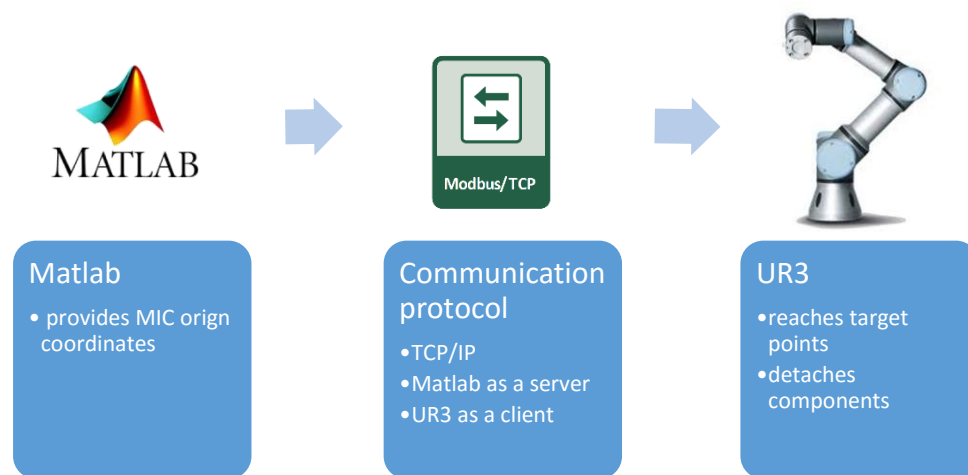 MATLAB
Modbus/TCP
Matlab
• provides MIC orign
coordinates
Communication
protocol
•TCP/IP
•Matlab as a server
•UR3 as a client
UR3
•reaches target
points
•detaches
components